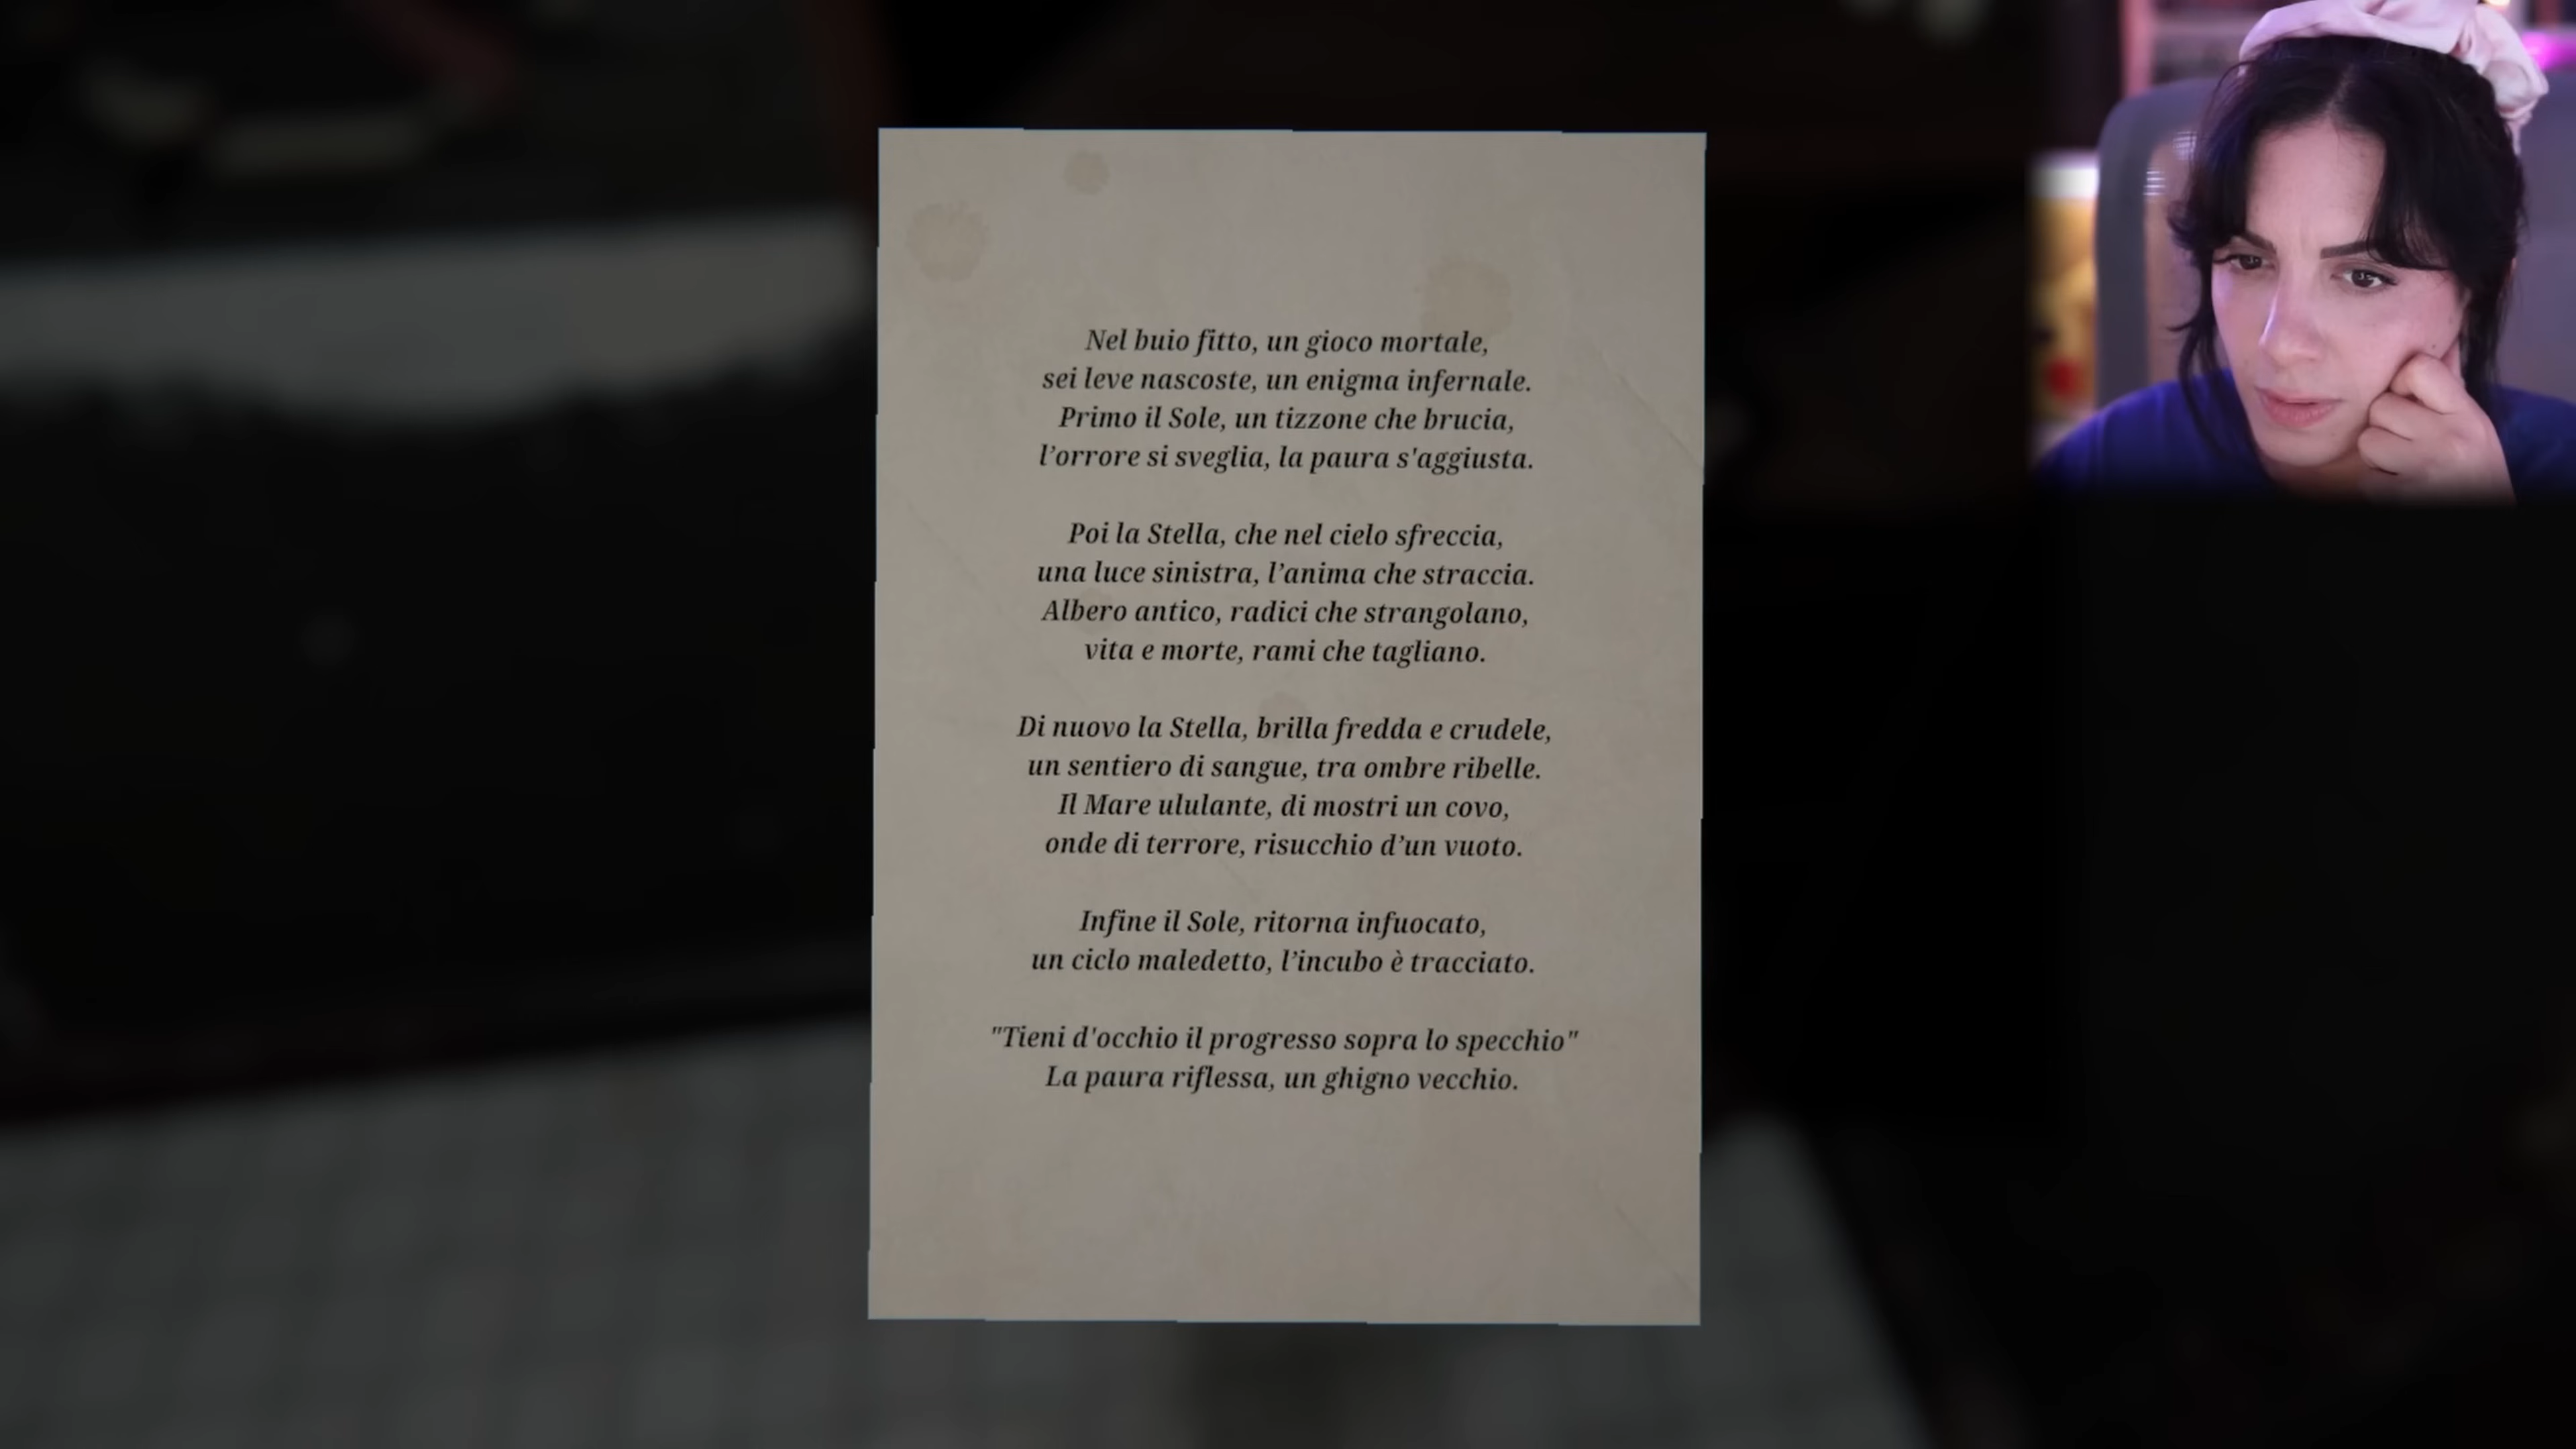 Nel buio fitto, un gioco mortale,
sei leve nascoste, un enigma infernale.
Primo il Sole, un tizzone che brucia,
l’orrore si sveglia, la paura s'aggiusta.
Poi la Stella, che nel cielo sfreccia,
una luce sinistra, l’anima che straccia.
Albero antico, radici che strangolano,
vita e morte, rami che tagliano.
Di nuovo la Stella, brilla fredda e crudele,
un sentiero di sangue, tra ombre ribelle.
Il Mare ululante, di mostri un covo,
onde di terrore, risucchio d’un vuoto.
Infine il Sole, ritorna infuocato,
un ciclo maledetto, l’incubo è tracciato.
"Tieni d'occhio il progresso sopra lo specchio"
La paura riflessa, un ghigno vecchio.